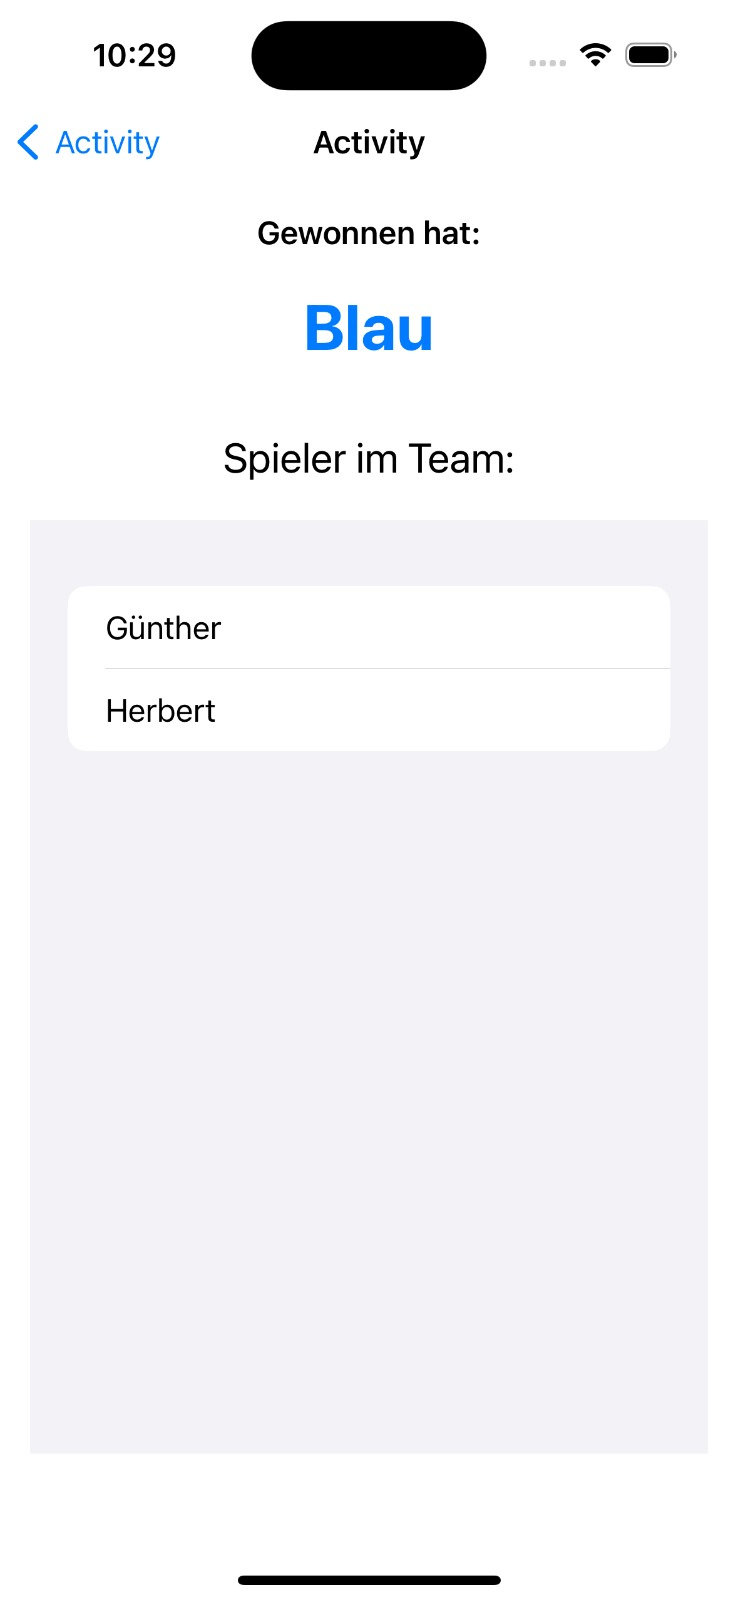 10:29
Activity
Activity
Gewonnen hat:
Blau
Spieler im Team:
Günther
Herbert